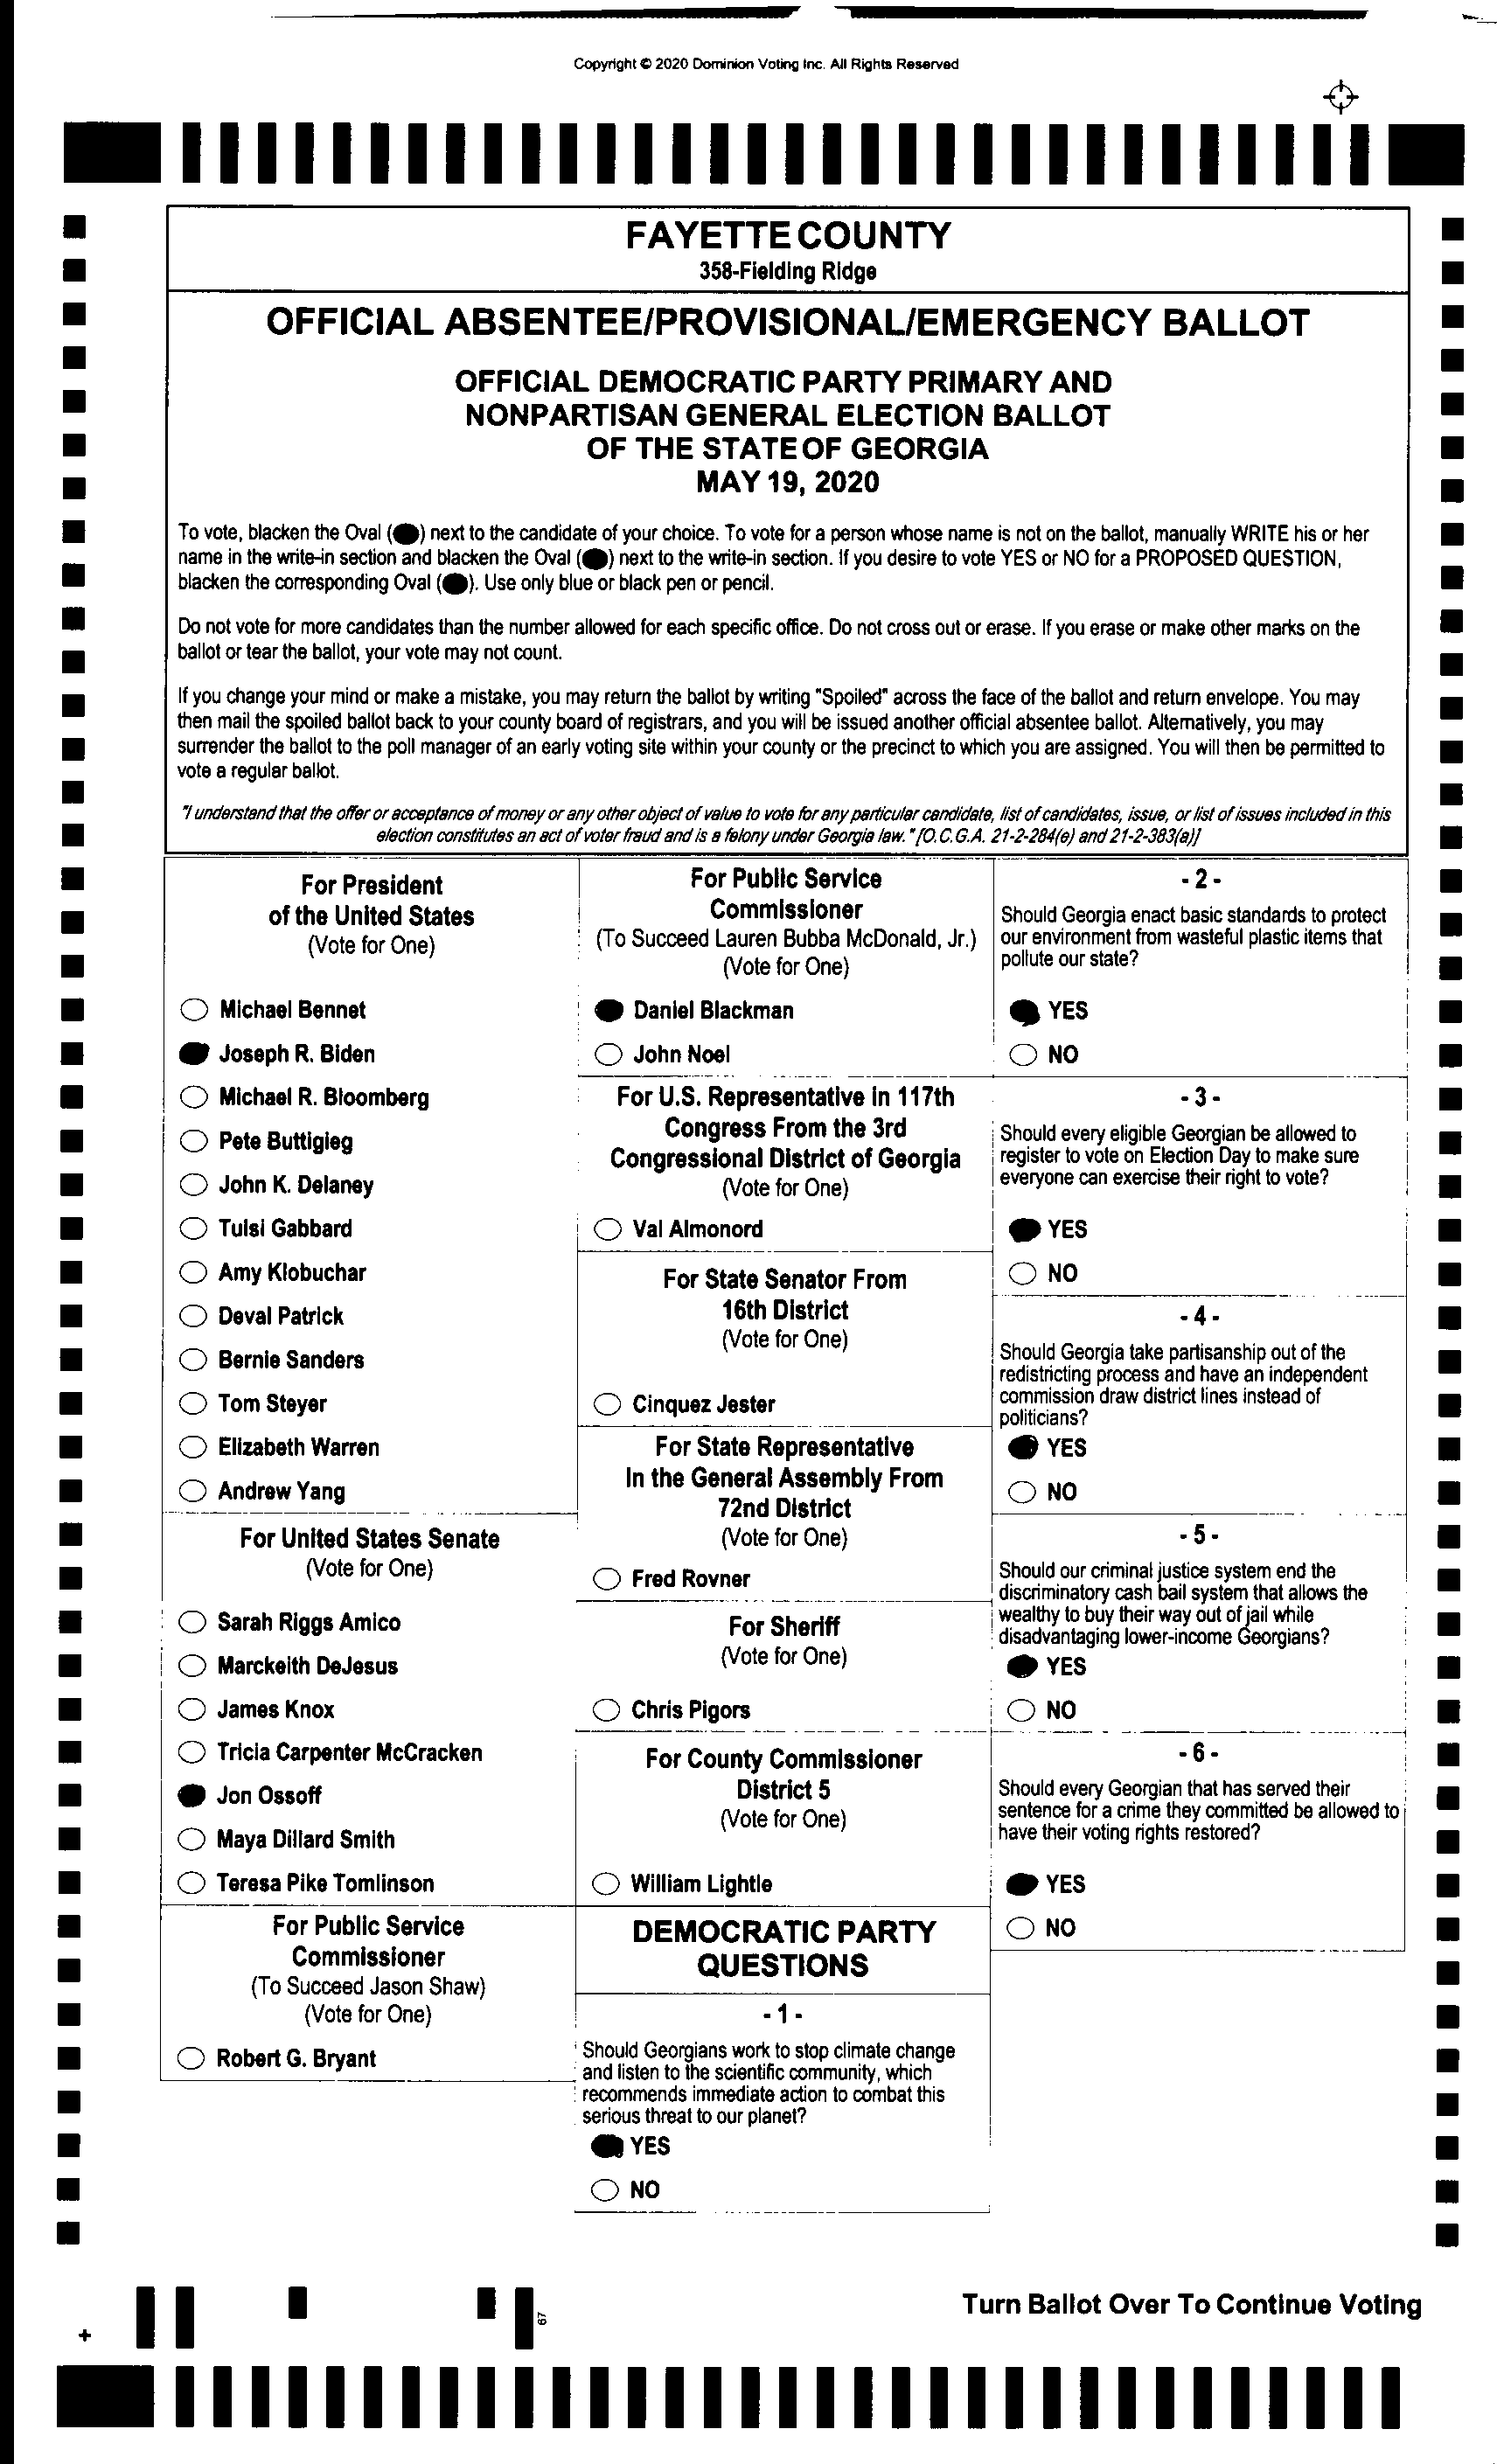 Copyright © 2020 Dominion Voting Inc. All Rights Reserved
FAYETTE COUNTY
358-Fielding Ridge
OFFICIAL ABSENTEE/PROVISIONAL/EMERGENCY BALLOT
OFFICIAL DEMOCRATIC PARTY PRIMARY AND
NONPARTISAN GENERAL ELECTION BALLOT
OF THE STATE OF GEORGIA
MAY 19, 2020
To vote, blacken the Oval ( ) next to the candidate of your choice. To vote for a person whose name is not on the ballot, manually WRITE his or her
name in the write-in section and blacken the Oval ( ) next to the write-in section. If you desire to vote YES or NO for a PROPOSED QUESTION,
blacken the corresponding Oval ( ). Use only blue or black pen or pencil.
Do not vote for more candidates than the number allowed for each specific office. Do not cross out or erase. If you erase or make other marks on the
ballot or tear the ballot, your vote may not count.
If you change your mind or make a mistake, you may return the ballot by writing "Spoiled" across the face of the ballot and return envelope. You may
then mail the spoiled ballot back to your county board of registrars, and you will be issued another official absentee ballot. Alternatively, you may
surrender the ballot to the poll manager of an early voting site within your county or the precinct to which you are assigned. You will then be permitted to
vote a regular ballot.
"I understand that the offer or acceptance of money or any other object of value to vote for any particular candidate, list of candidates, issue, or list of issues included in this
election constitutes an act of voter fraud and is a felony under Georgia law." [O.C.G.A. 21-2-284(e) and 21-2-383(a)]
For President
of the United States
(Vote for One)
Michael Bennet
Joseph R. Biden
Michael R. Bloomberg
Pete Buttigieg
John K. Delaney
Tulsi Gabbard
Amy Klobuchar
Deval Patrick
Bernie Sanders
Tom Steyer
Elizabeth Warren
Andrew Yang
For United States Senate
(Vote for One)
Sarah Riggs Amico
Marckeith DeJesus
James Knox
Tricia Carpenter McCracken
Jon Ossoff
Maya Dillard Smith
Teresa Pike Tomlinson
For Public Service
Commissioner
(To Succeed Jason Shaw)
(Vote for One)
Robert G. Bryant
For Public Service
Commissioner
(To Succeed Lauren Bubba McDonald, Jr.)
(Vote for One)
Daniel Blackman
John Noel
For U.S. Representative in 117th
Congress From the 3rd
Congressional District of Georgia
(Vote for One)
Val Almonord
For State Senator From
16th District
(Vote for One)
Cinquez Jester
For State Representative
In the General Assembly From
72nd District
(Vote for One)
Fred Rovner
For Sheriff
(Vote for One)
Chris Pigors
For County Commissioner
District 5
(Vote for One)
William Lightle
DEMOCRATIC PARTY
QUESTIONS
- 1 -
Should Georgians work to stop climate change
and listen to the scientific community, which
recommends immediate action to combat this
serious threat to our planet?
YES
NO
- 2 -
Should Georgia enact basic standards to protect
our environment from wasteful plastic items that
pollute our state?
YES
NO
- 3 -
Should every eligible Georgian be allowed to
register to vote on Election Day to make sure
everyone can exercise their right to vote?
YES
NO
- 4 -
Should Georgia take partisanship out of the
redistricting process and have an independent
commission draw district lines instead of
politicians?
YES
NO
- 5 -
Should our criminal justice system end the
discriminatory cash bail system that allows the
wealthy to buy their way out of jail while
disadvantaging lower-income Georgians?
YES
NO
- 6 -
Should every Georgian that has served their
sentence for a crime they committed be allowed to
have their voting rights restored?
YES
NO
67
Turn Ballot Over To Continue Voting